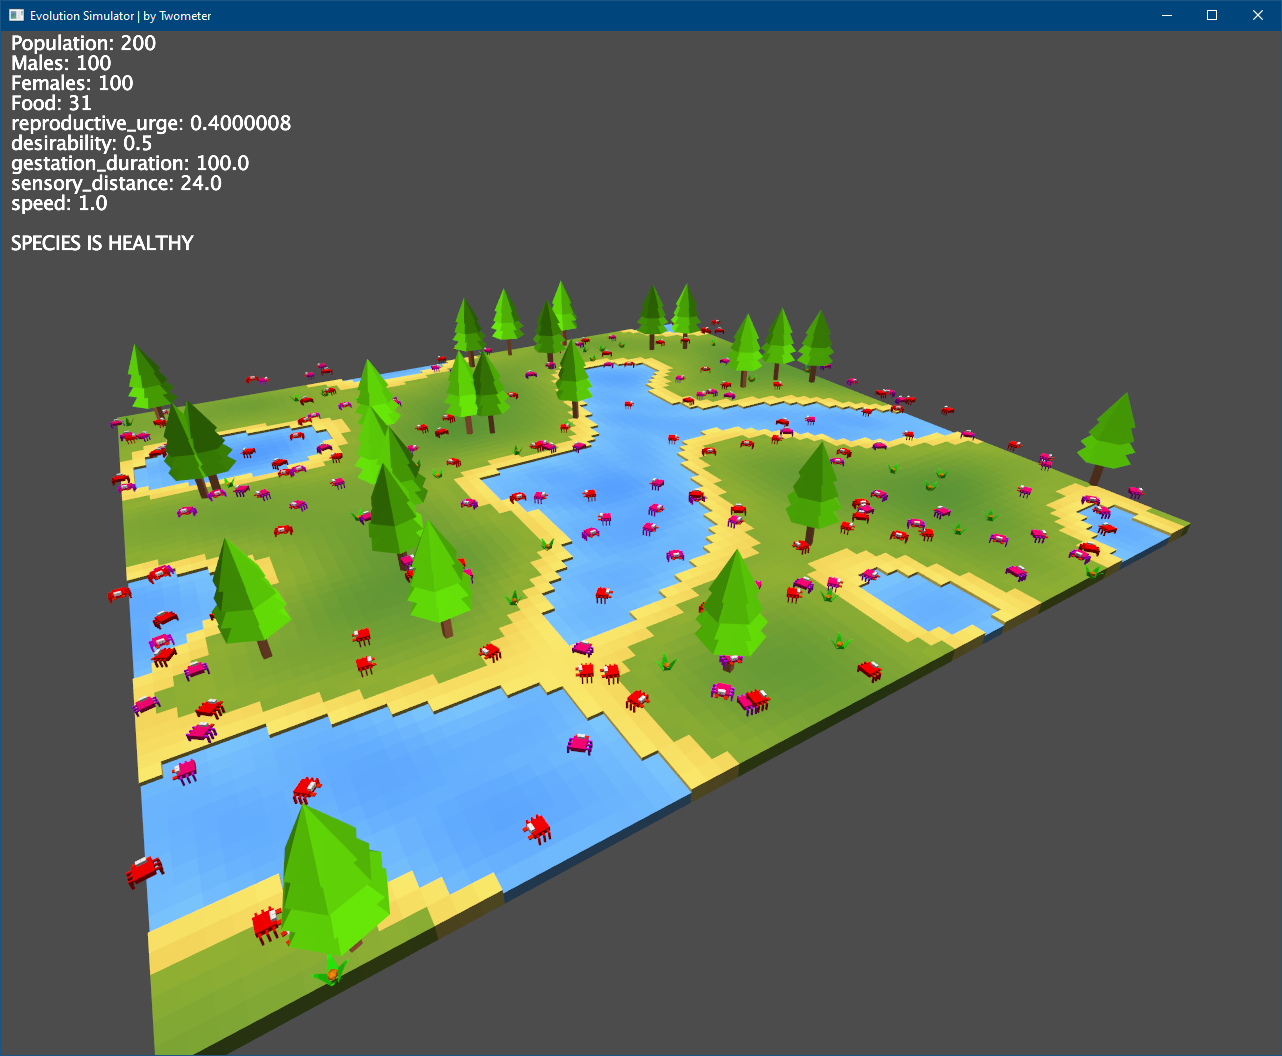 Evolution Simulator | by Twometer
Population: 200
Males: 100
Females: 100
Food: 31
reproductive_urge: 0.4000008
desirability: 0.5
gestation_duration: 100.0
sensory_distance: 24.0
speed: 1.0
SPECIES IS HEALTHY